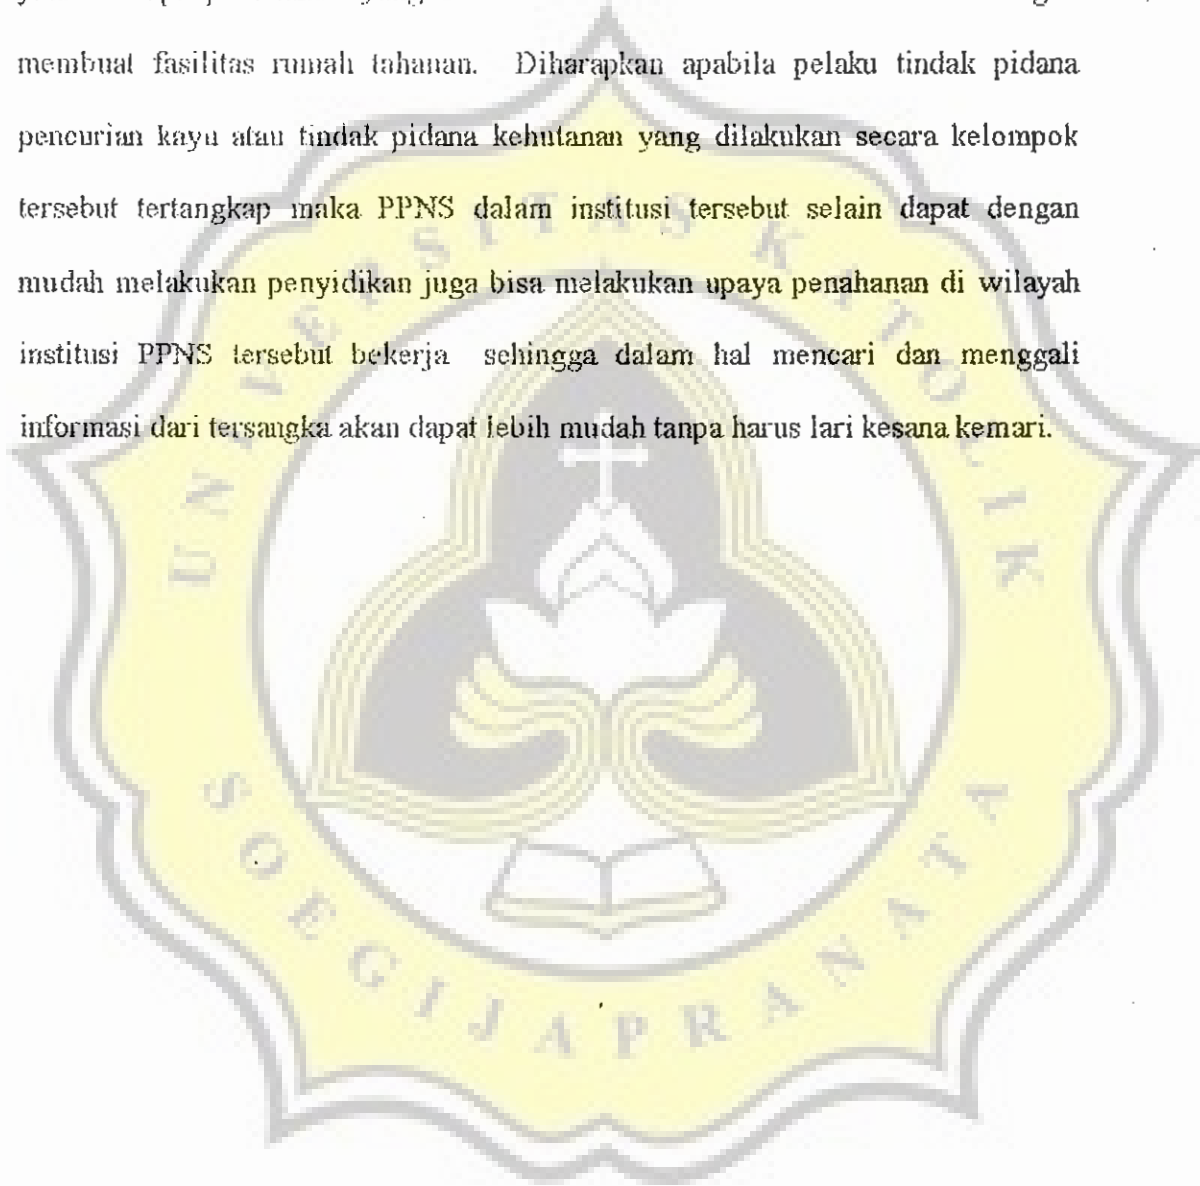 membuat fasilitas rumah tahanan. Diharapkan apabila pelaku tindak pidana
pencurian kayu atau tindak pidana kehutanan yang dilakukan secara kelompok
tersebut tertangkap maka PPNS dalam institusi tersebut selain dapat dengan
mudah melakukan penyidikan juga bisa melakukan upaya penahanan di wilayah
institusi PPNS tersebut bekerja sehingga dalam hal mencari dan menggali
informasi dari tersangka akan dapat lebih mudah tanpa harus lari kesana kemari.
UNIVERSITAS KATOLIK
SOEGIJAPRANATA